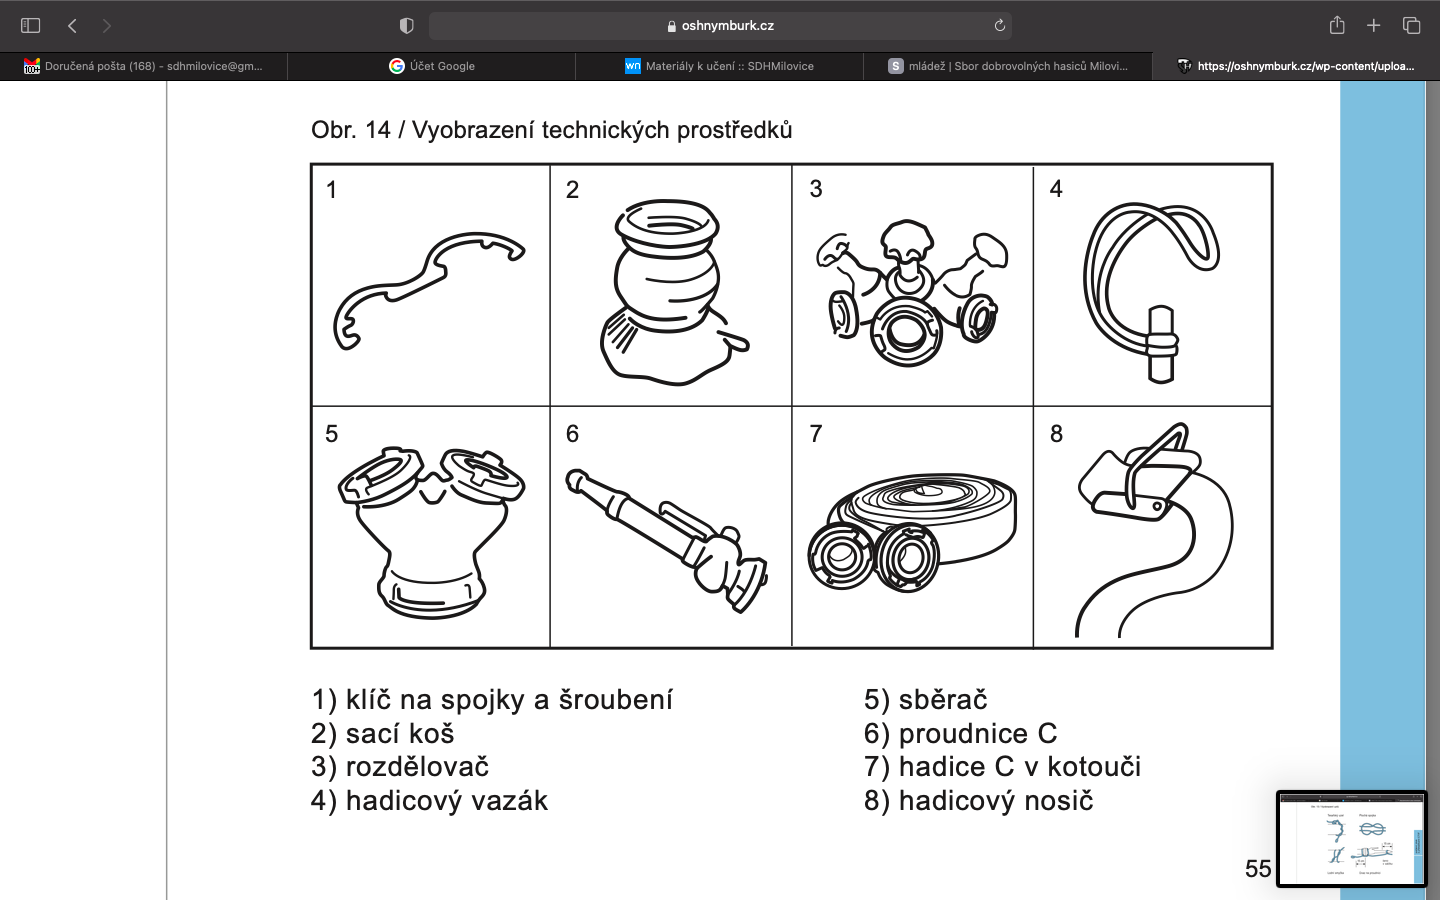 oshnymburk.cz
Doručená pošta (168) – sdhmilovice@gm...
Účet Google
Materiály k učení :: SDHMilovice
mládež | Sbor dobrovolných hasiců Milovi...
https://oshnymburk.cz/wp-content/uploa...
Obr. 14 / Vyobrazení technických prostředků
1
2
3
4
5
6
7
8
1) klíč na spojky a šroubení
2) sací koš
3) rozdělovač
4) hadicový vazák
5) sběrač
6) proudnice C
7) hadice C v kotouči
8) hadicový nosič
55